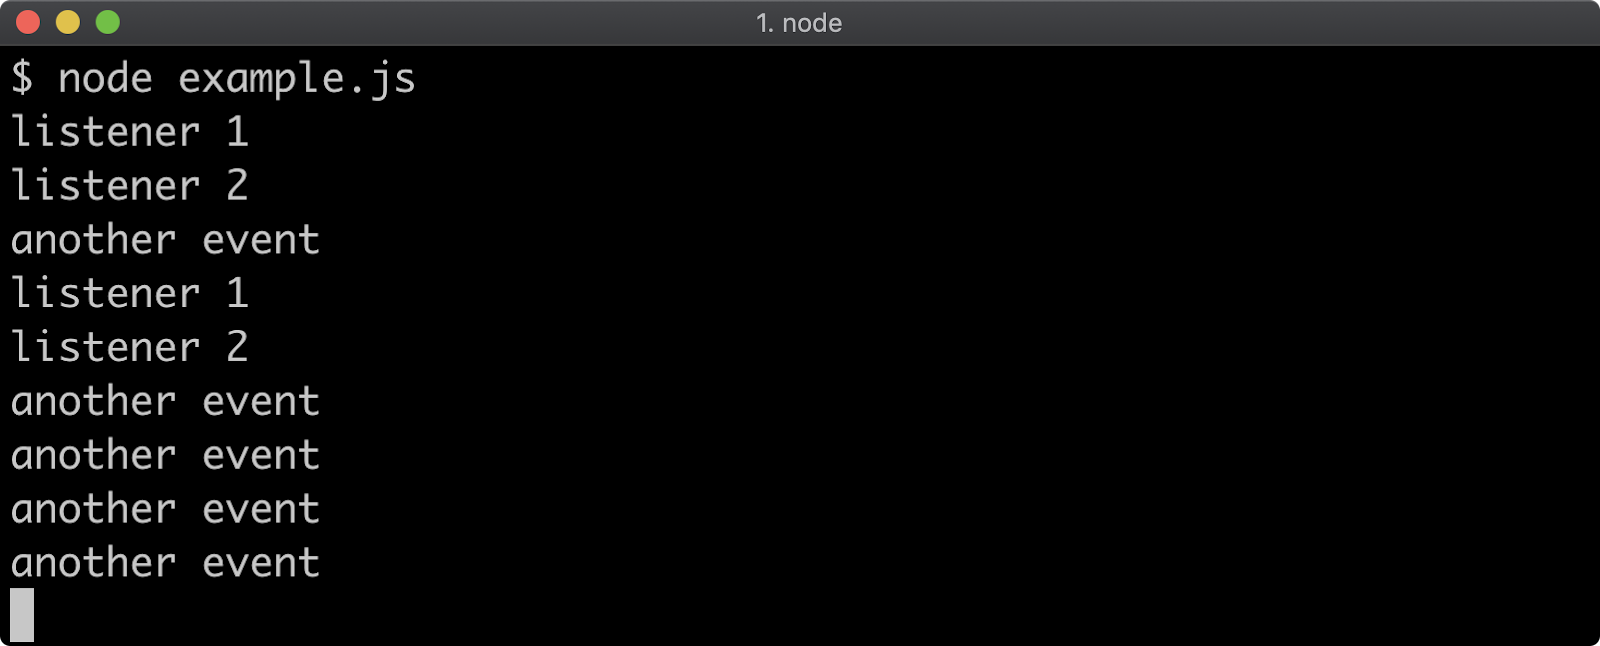 1. node
$ node example.js
listener 1
listener 2
another event
listener 1
listener 2
another event
another event
another event
another event